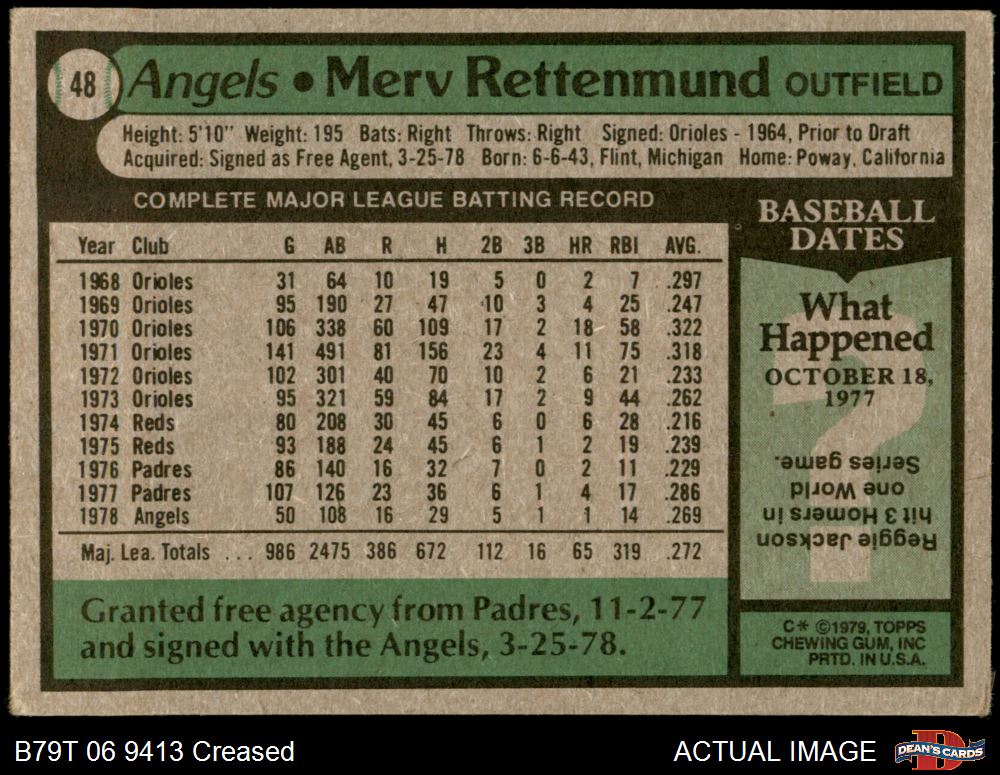 48
Angels • Merv Rettenmund OUTFIELD
Height: 5'10" Weight: 195 Bats: Right Throws: Right Signed: Orioles - 1964, Prior to Draft
Acquired: Signed as Free Agent, 3-25-78 Born: 6-6-43, Flint, Michigan Home: Poway, California
COMPLETE MAJOR LEAGUE BATTING RECORD
Year Club G AB R H 2B 3B HR RBI AVG.
1968 Orioles 31 64 10 19 5 0 2 7 .297
1969 Orioles 95 190 27 47 10 3 4 25 .247
1970 Orioles 106 338 60 109 17 2 18 58 .322
1971 Orioles 141 491 81 156 23 4 11 75 .318
1972 Orioles 102 301 40 70 10 2 6 21 .233
1973 Orioles 95 321 59 84 17 2 9 44 .262
1974 Reds 80 208 30 45 6 0 6 28 .216
1975 Reds 93 188 24 45 6 1 2 19 .239
1976 Padres 86 140 16 32 7 0 2 11 .229
1977 Padres 107 126 23 36 6 1 4 17 .286
1978 Angels 50 108 16 29 5 1 1 14 .269
Maj. Lea. Totals ... 986 2475 386 672 112 16 65 319 .272
Granted free agency from Padres, 11-2-77
and signed with the Angels, 3-25-78.
BASEBALL
DATES
What
Happened
OCTOBER 18,
1977
Reggie Jackson
hit 3 Homers in
one World
Series game.
C* ©1979, TOPPS
CHEWING GUM, INC
PRTD. IN U.S.A.
B79T 06 9413 Creased
ACTUAL IMAGE
DEAN'S CARDS